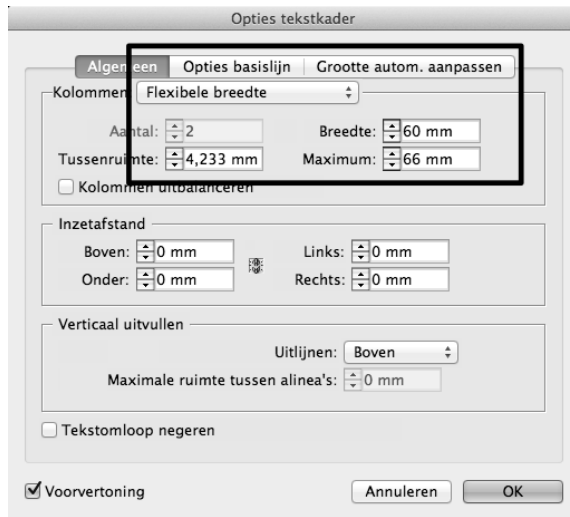 Opties tekstkader
Algemeen Opties basislijn Grootte autom. aanpassen
Kolommen Flexibele breedte
Aantal: 2 Breedte: 60 mm
Tussenruimte: 4,233 mm Maximum: 66 mm
Kolommen uitbalanceren
Inzetafstand
Boven: 0 mm Links: 0 mm
Onder: 0 mm Rechts: 0 mm
Verticaal uitvullen
Uitlijnen: Boven
Maximale ruimte tussen alinea's: 0 mm
Tekstomloop negeren
Voorvertoning Annuleren OK